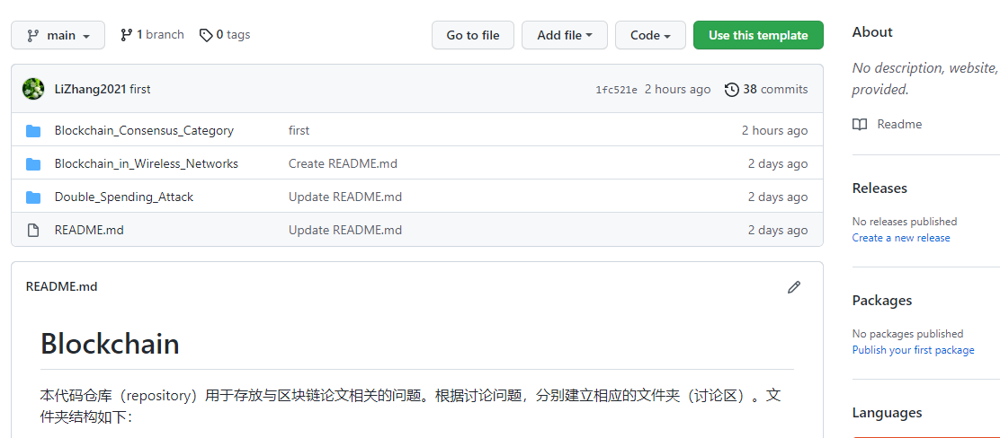 main 1 branch 0 tags Go to file Add file Code Use this template
LiZhang2021 first 1fc521e 2 hours ago 38 commits
Blockchain_Consensus_Category first 2 hours ago
Blockchain_in_Wireless_Networks Create README.md 2 days ago
Double_Spending_Attack Update README.md 2 days ago
README.md Update README.md 2 days ago
README.md
Blockchain
本代码仓库（repository）用于存放与区块链论文相关的问题。根据讨论问题，分别建立相应的文件夹（讨论区）。文
件夹结构如下：
About
No description, website,
provided.
Readme
Releases
No releases published
Create a new release
Packages
No packages published
Publish your first package
Languages